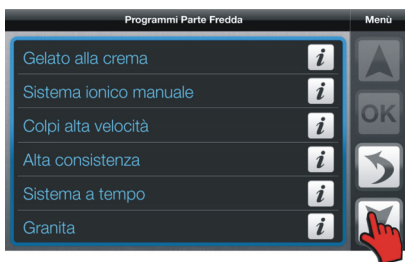 Programmi Parte Fredda
Menù
Gelato alla crema
i
Sistema ionico manuale
i
Colpi alta velocità
i
Alta consistenza
i
OK
Sistema a tempo
i
Granita
i